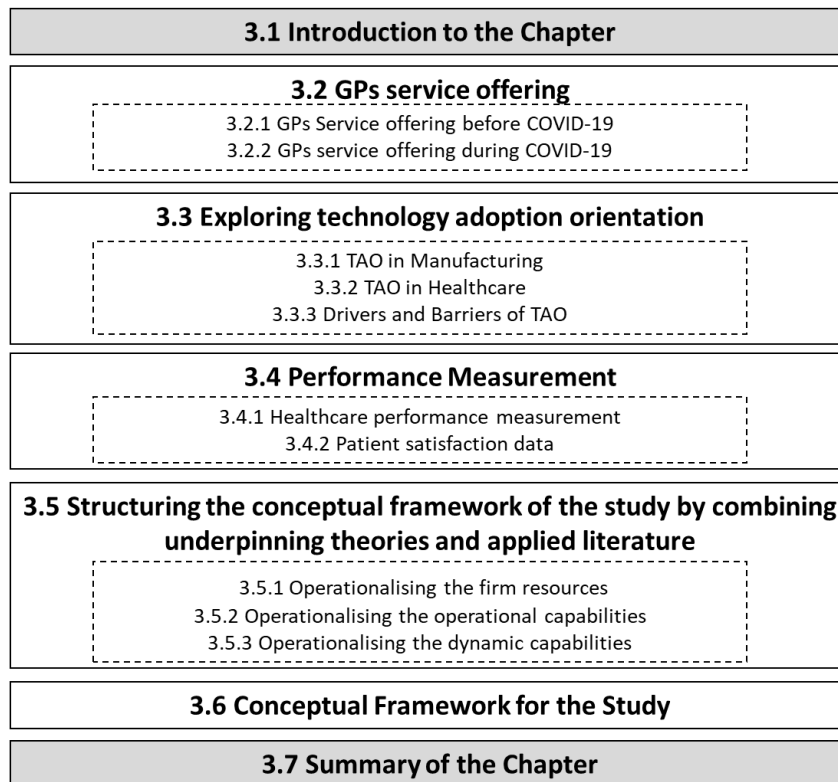 3.1 Introduction to the Chapter
3.2 GPs service offering
3.2.1 GPs Service offering before COVID-19
3.2.2 GPs service offering during COVID-19
3.3 Exploring technology adoption orientation
3.3.1 TAO in Manufacturing
3.3.2 TAO in Healthcare
3.3.3 Drivers and Barriers of TAO
3.4 Performance Measurement
3.4.1 Healthcare performance measurement
3.4.2 Patient satisfaction data
3.5 Structuring the conceptual framework of the study by combining
underpinning theories and applied literature
3.5.1 Operationalising the firm resources
3.5.2 Operationalising the operational capabilities
3.5.3 Operationalising the dynamic capabilities
3.6 Conceptual Framework for the Study
3.7 Summary of the Chapter